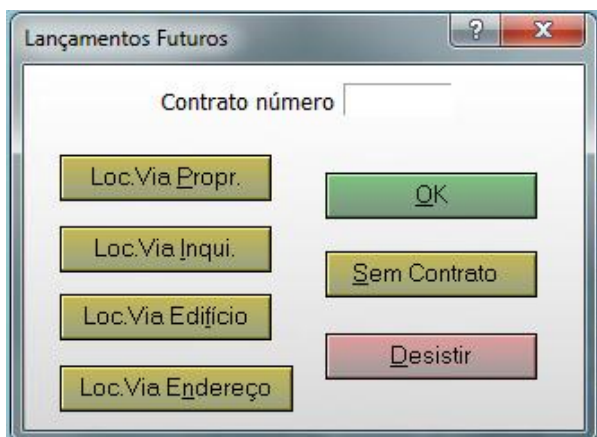 Lançamentos Futuros
?
X
Contrato número
Loc.Via Propr.
OK
Loc.Via Inqui.
Sem Contrato
Loc.Via Edifício
Desistir
Loc.Via Endereço